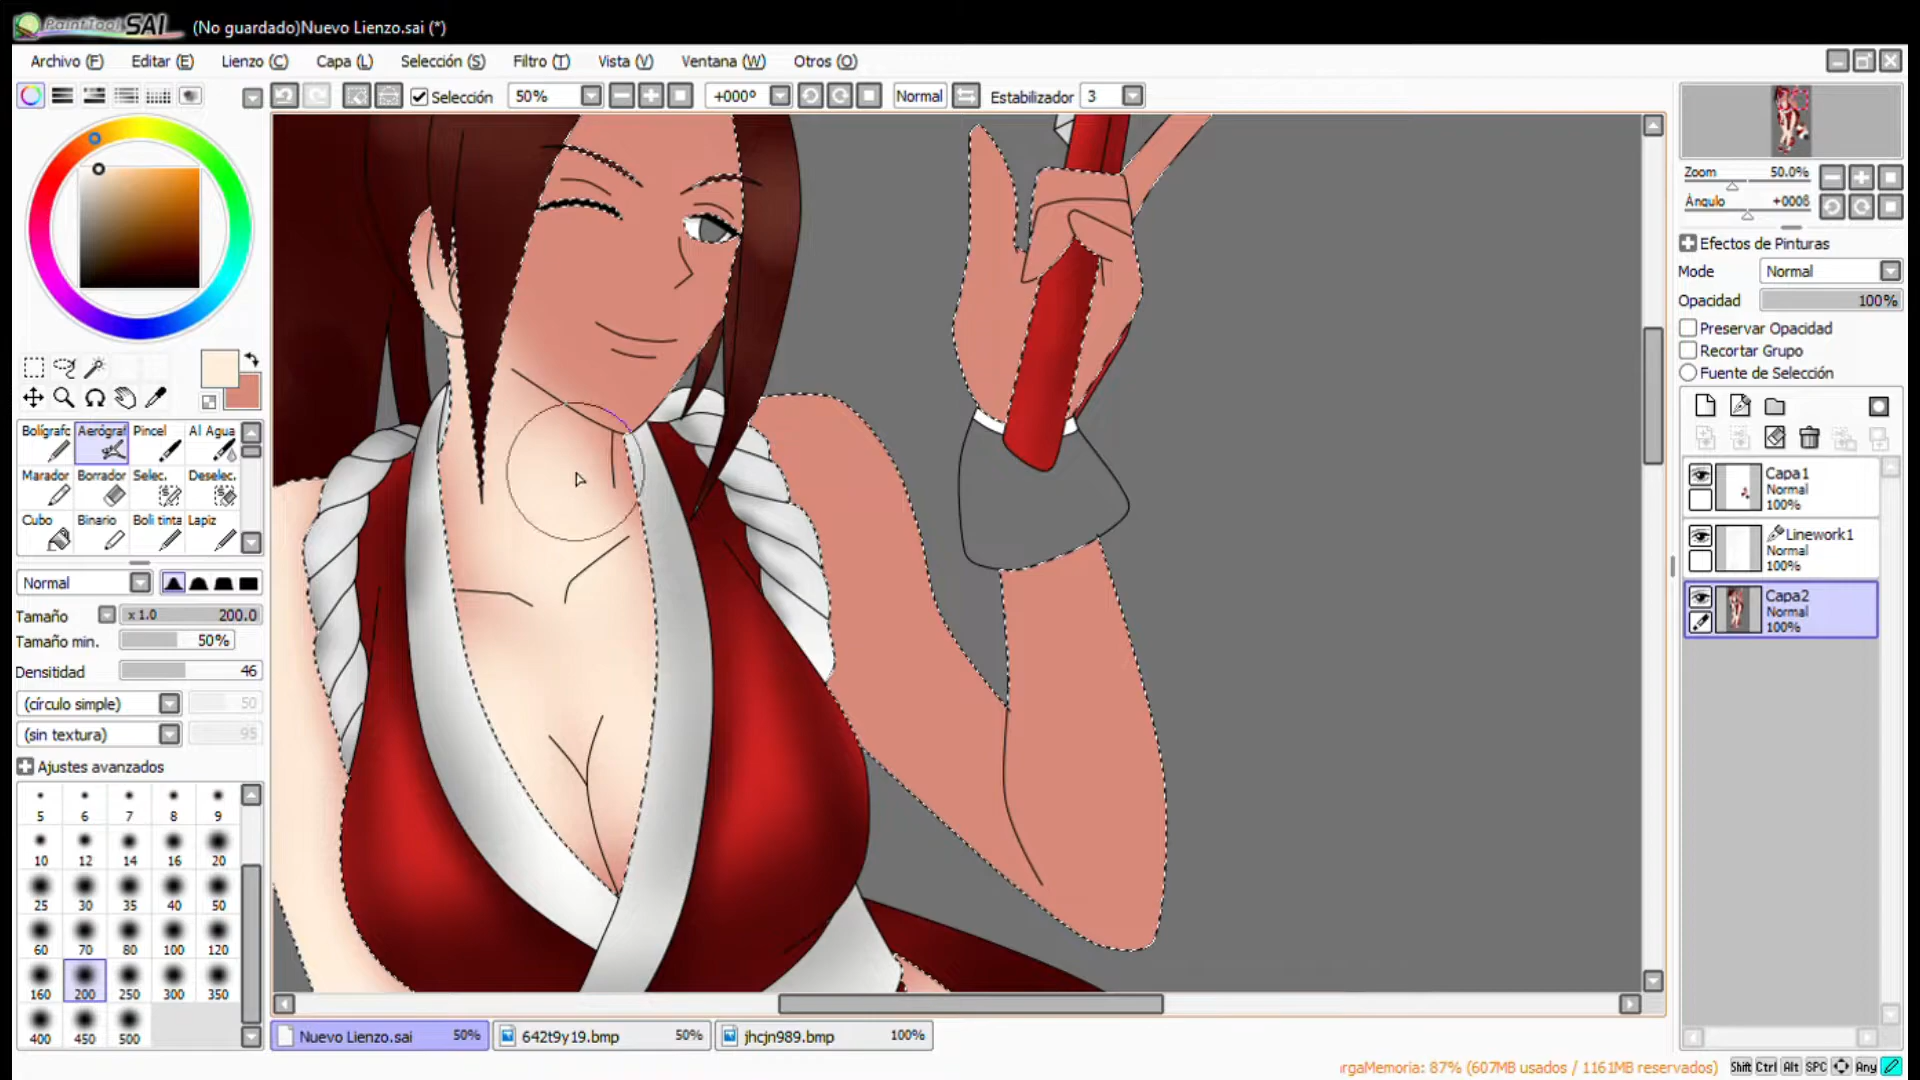 PaintTool SAI (No guardado)Nuevo Lienzo.sai (*)
Archivo (F) Editar (E) Lienzo (C) Capa (L) Selección (S) Filtro (T) Vista (V) Ventana (W) Otros (O)
Selección 50% +000º Normal Estabilizador 3
Zoom 50.0%
Ángulo +000ß
Efectos de Pinturas
Mode Normal
Opacidad 100%
Preservar Opacidad
Recortar Grupo
Fuente de Selección
Bolígrafc Aerógraf Pincel Al Agua
Marador Borrador Selec. Deselec.
Cubo Binario Boli tinta Lapiz
Normal
Tamaño x 1.0 200.0
Tamaño min. 50%
Densitidad 46
(círculo simple) 50
(sin textura) 95
Ajustes avanzados
5 6 7 8 9
10 12 14 16 20
25 30 35 40 50
60 70 80 100 120
160 200 250 300 350
400 450 500
Capa1
Normal
100%
Linework1
Normal
100%
Capa2
Normal
100%
Nuevo Lienzo.sai 50% 642t9y19.bmp 50% jhcjn989.bmp 100%
argaMemoria: 87% (607MB usados / 1161MB reservados) Shift Ctrl Alt SPC Any